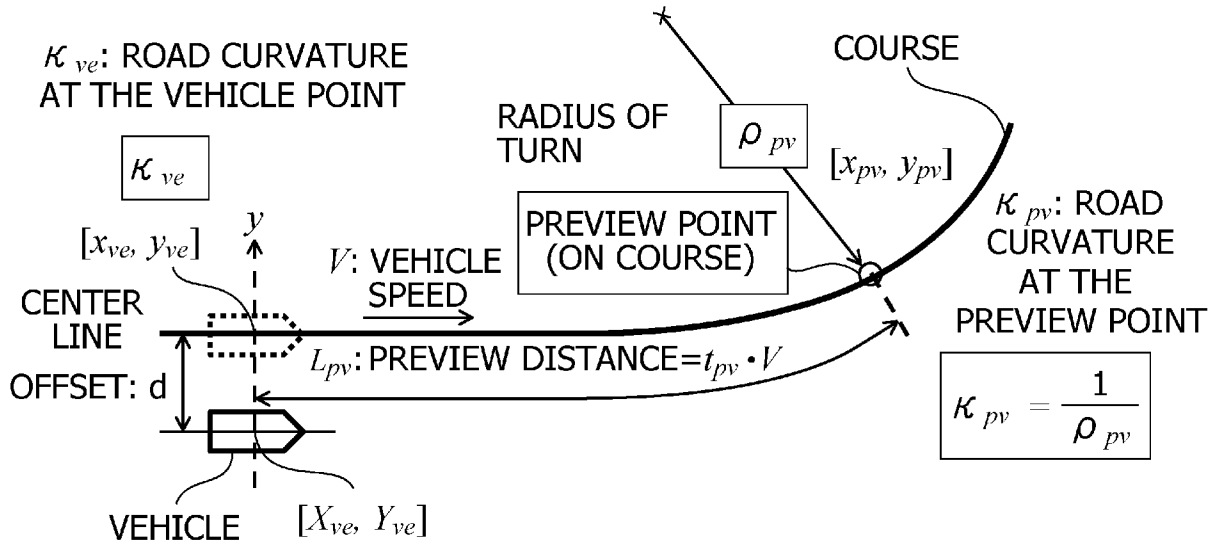 κ ve: ROAD CURVATURE
AT THE VEHICLE POINT
κ ve
[xve, yve]
y
CENTER
LINE
OFFSET: d
V: VEHICLE
SPEED
Lpv: PREVIEW DISTANCE=tpv・V
VEHICLE
[Xve, Yve]
RADIUS OF
TURN
ρ pv
COURSE
[xpv, ypv]
PREVIEW POINT
(ON COURSE)
κ pv: ROAD
CURVATURE
AT THE
PREVIEW POINT
κ pv = 1
ρ pv